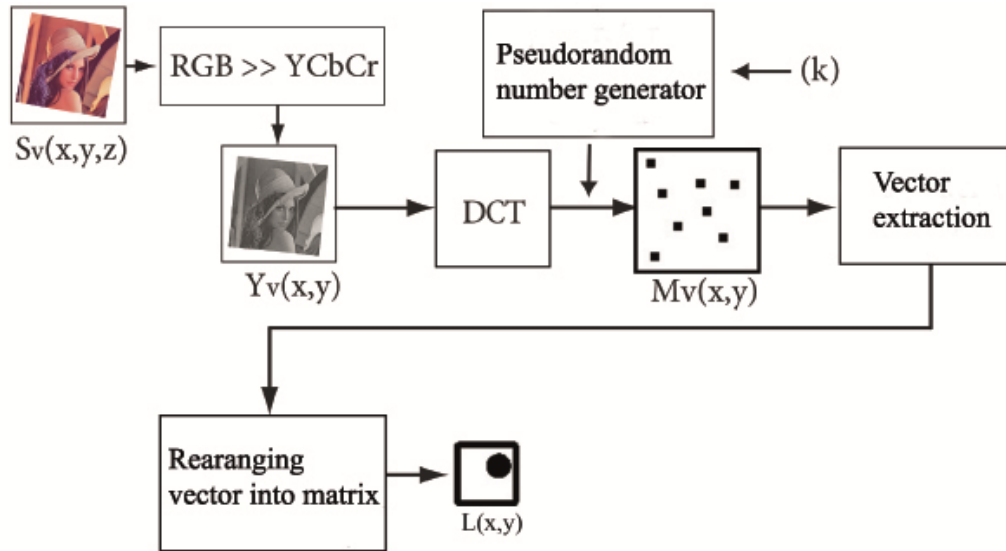 Sv(x,y,z)
RGB >> YCbCr
Pseudorandom
number generator
(k)
Yv(x,y)
DCT
Mv(x,y)
Vector
extraction
Rearanging
vector into matrix
L(x,y)